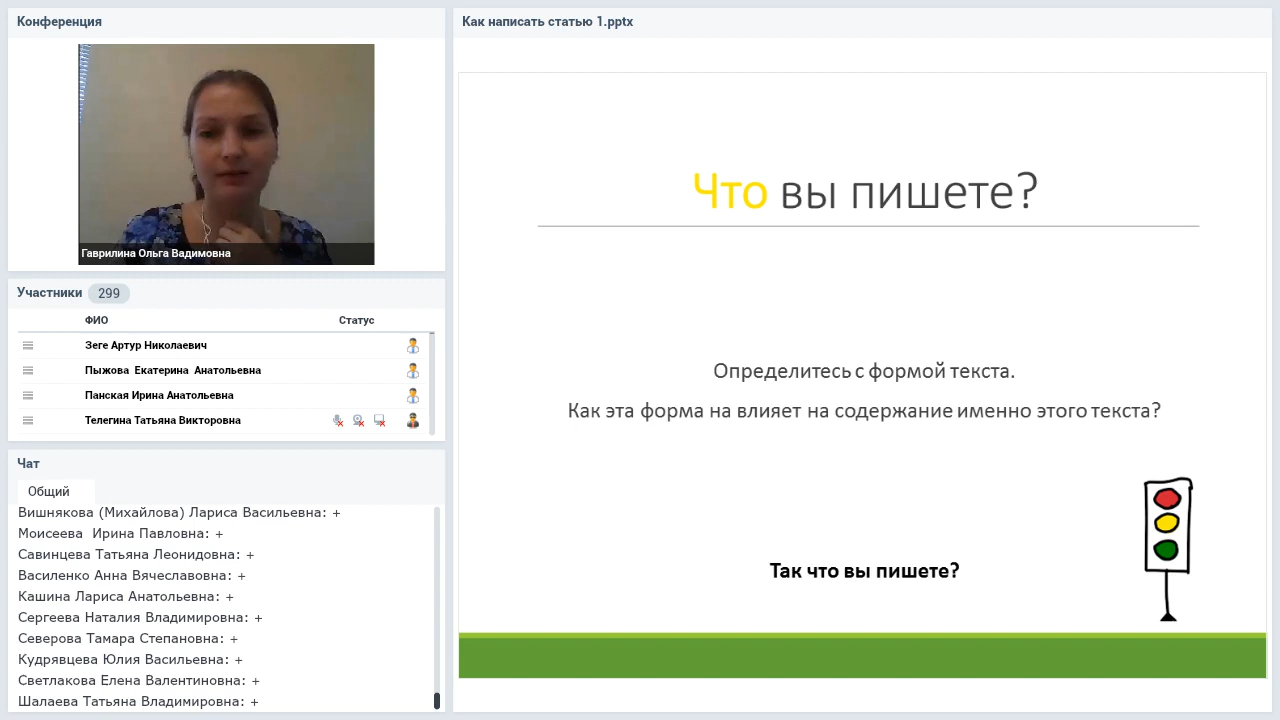 Конференция
Гаврилина Ольга Вадимовна
Участники 299
ФИО Статус
Зеге Артур Николаевич
Пыжова Екатерина Анатольевна
Панская Ирина Анатольевна
Телегина Татьяна Викторовна
Чат
Общий
Вишнякова (Михайлова) Лариса Васильевна: +
Моисеева Ирина Павловна: +
Савинцева Татьяна Леонидовна: +
Василенко Анна Вячеславовна: +
Кашина Лариса Анатольевна: +
Сергеева Наталия Владимировна: +
Северова Тамара Степановна: +
Кудрявцева Юлия Васильевна: +
Светлакова Елена Валентиновна: +
Шалаева Татьяна Владимировна: +
Как написать статью 1.pptx
Что вы пишете?
Определитесь с формой текста.
Как эта форма на влияет на содержание именно этого текста?
Так что вы пишете?